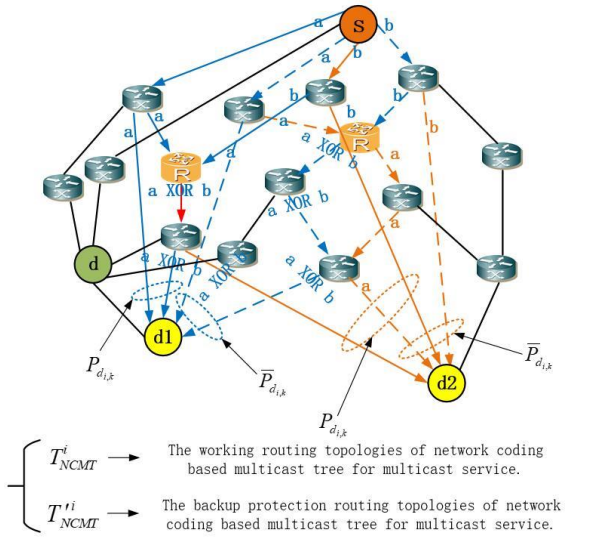 S
a
b
a
b
a
a
b
b
b
a
a
b
R
R
a
a XOR b
a
a XOR b
a XOR b
a
d
a XOR b
a XOR b
a XOR b
a
d1
d2
P_{d_{i,k}}
P̅_{d_{i,k}}
P_{d_{i,k}}
P̅_{d_{i,k}}
T^{i}_{NCMT} The working routing topologies of network coding
based multicast tree for multicast service.
T'^{i}_{NCMT} The backup protection routing topologies of network
coding based multicast tree for multicast service.